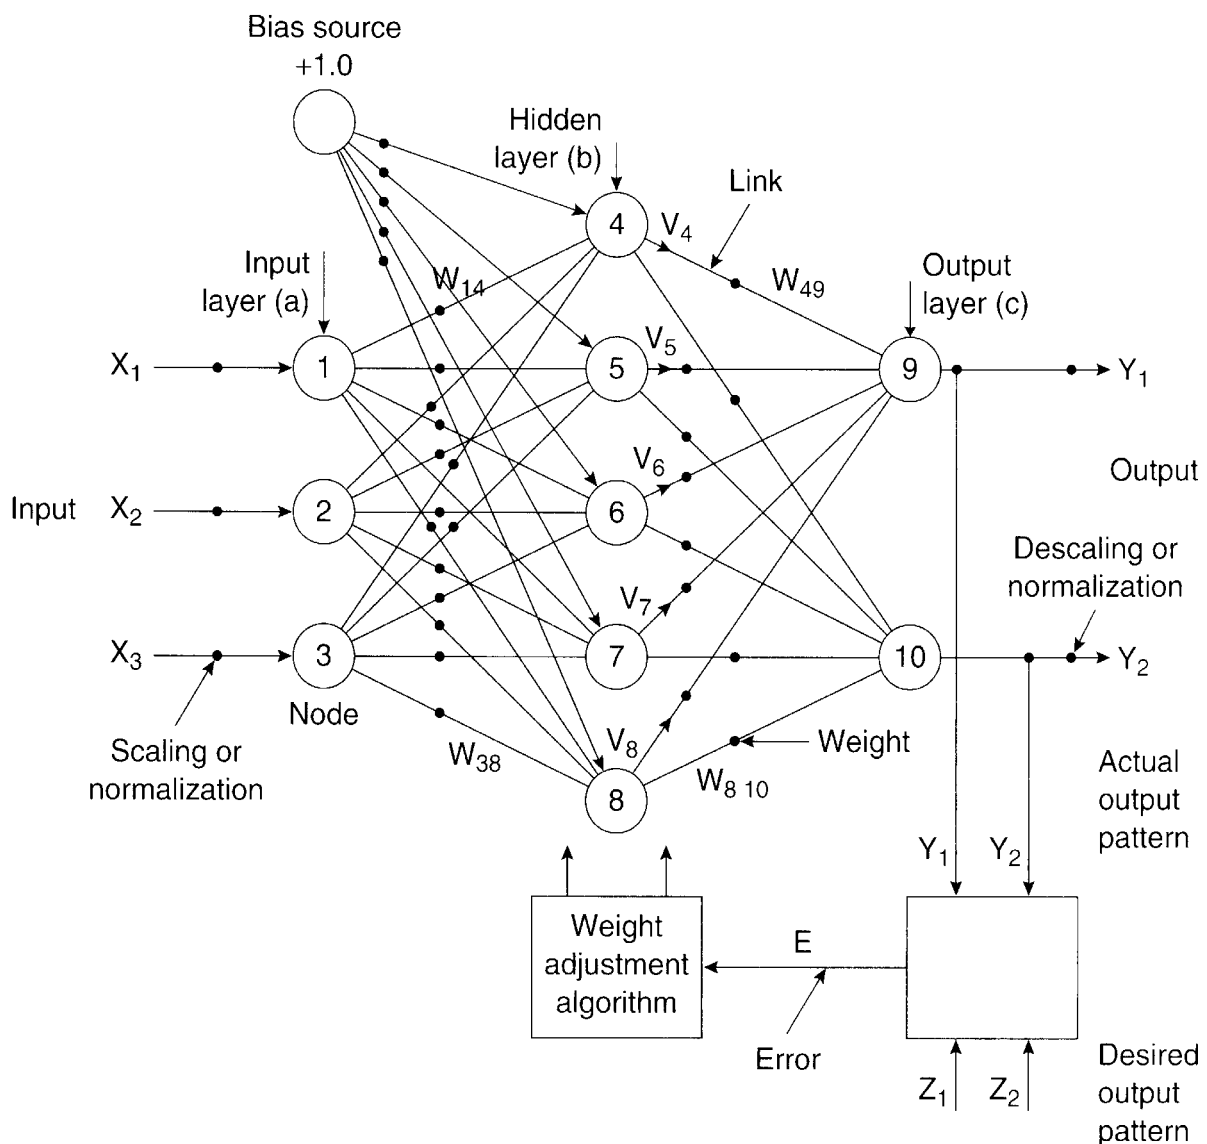 Bias source
+1.0
Hidden
layer (b)
Link
4
V4
W14
W49
Input
layer (a)
Output
layer (c)
X1
1
5
V5
9
Y1
Input
X2
2
6
V6
Output
Descaling or
normalization
X3
3
Node
7
V7
10
Y2
Scaling or
normalization
W38
V8
8
W8 10
Weight
Actual
output
pattern
Y1
Y2
Weight
adjustment
algorithm
E
Error
Z1
Z2
Desired
output
pattern